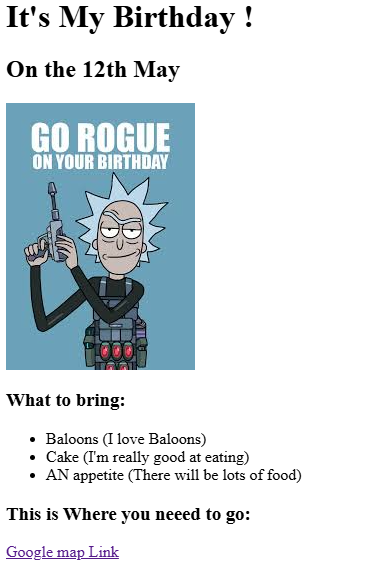 It's My Birthday !
On the 12th May
GO ROGUE
ON YOUR BIRTHDAY
What to bring:
• Baloons (I love Baloons)
• Cake (I'm really good at eating)
• AN appetite (There will be lots of food)
This is Where you neeed to go:
Google map Link